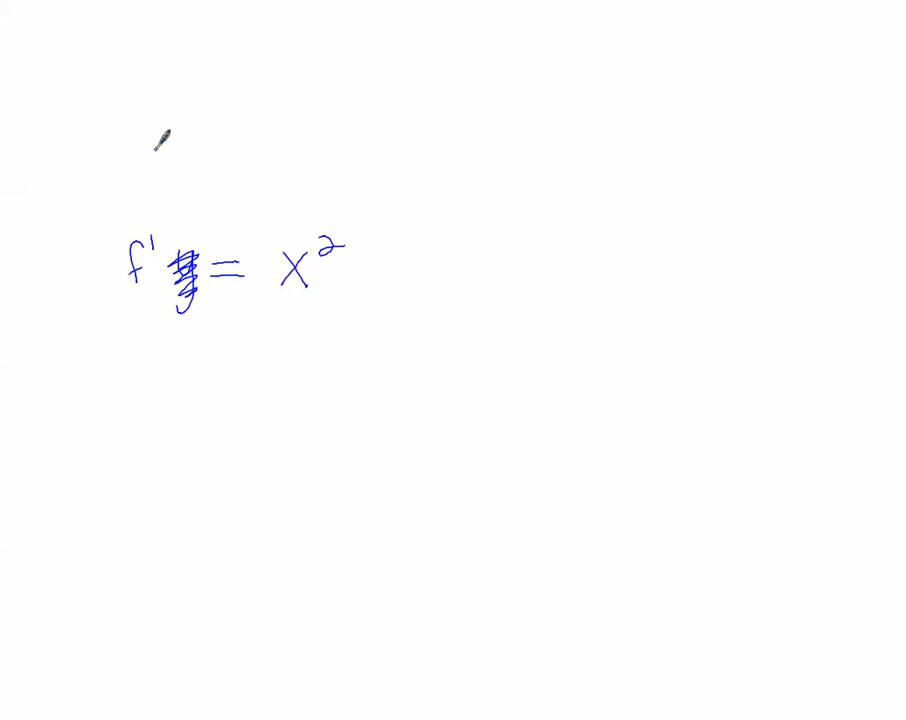 f' = x²